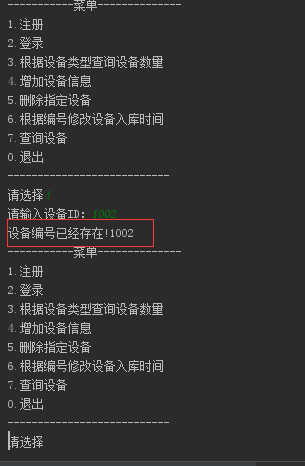 -----------菜单--------------
1.注册
2.登录
3.根据设备类型查询设备数量
4.增加设备信息
5.删除指定设备
6.根据编号修改设备入库时间
7.查询设备
0.退出
---------------------------
请选择4
请输入设备ID：1002
设备编号已经存在!1002
-----------菜单--------------
1.注册
2.登录
3.根据设备类型查询设备数量
4.增加设备信息
5.删除指定设备
6.根据编号修改设备入库时间
7.查询设备
0.退出
---------------------------
请选择